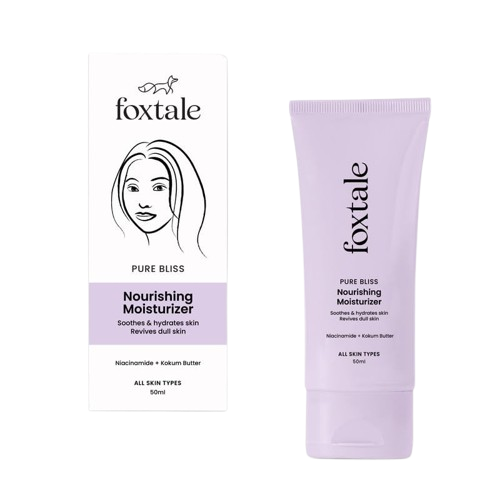 foxtale
PURE BLISS
Nourishing
Moisturizer
Soothes & hydrates skin
Revives dull skin
Niacinamide + Kokum Butter
ALL SKIN TYPES
50ml
foxtale
PURE BLISS
Nourishing
Moisturizer
Soothes & hydrates skin
Revives dull skin
Niacinamide + Kokum Butter
ALL SKIN TYPES
50ml